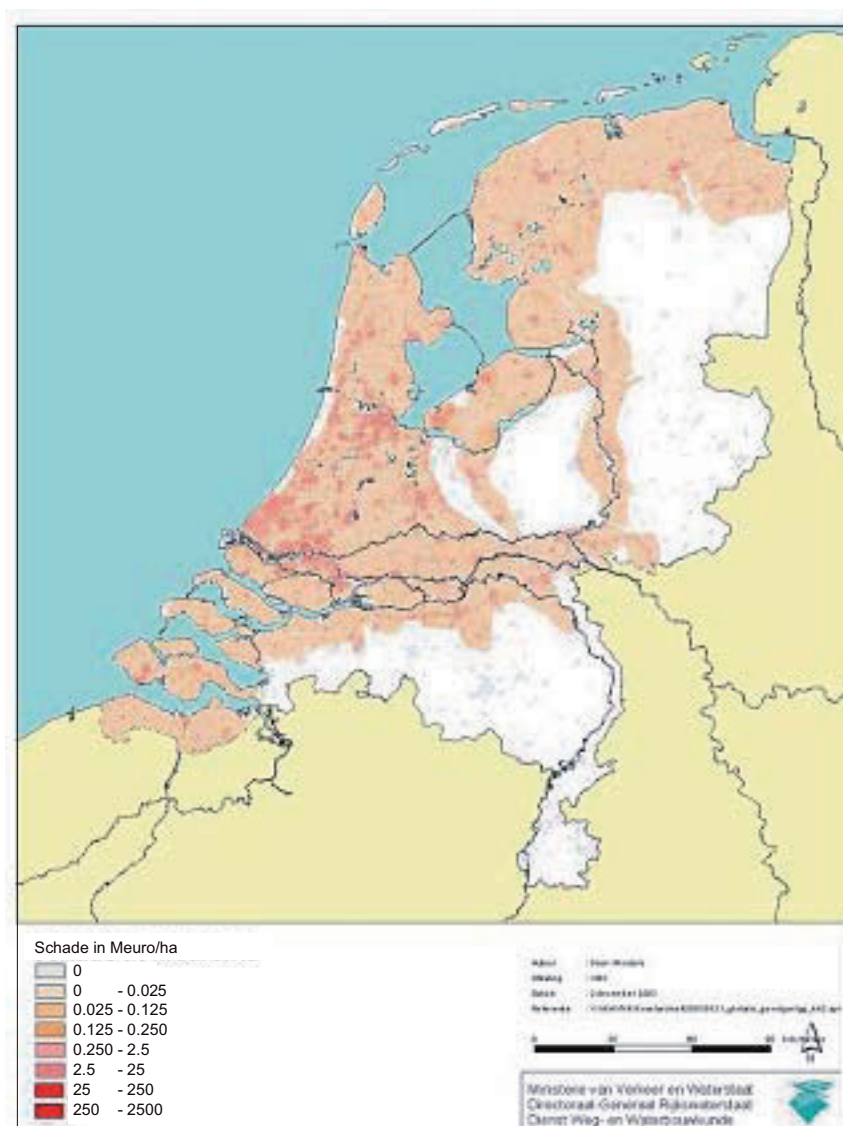 Schade in Meuro/ha
0
0 - 0.025
0.025 - 0.125
0.125 - 0.250
0.250 - 2.5
2.5 - 25
25 - 250
250 - 2500
0
N
Ministerie van Verkeer en Waterstaat
Directoraat-Generaal Rijkswaterstaat
Dienst Weg- en Waterbouwkunde